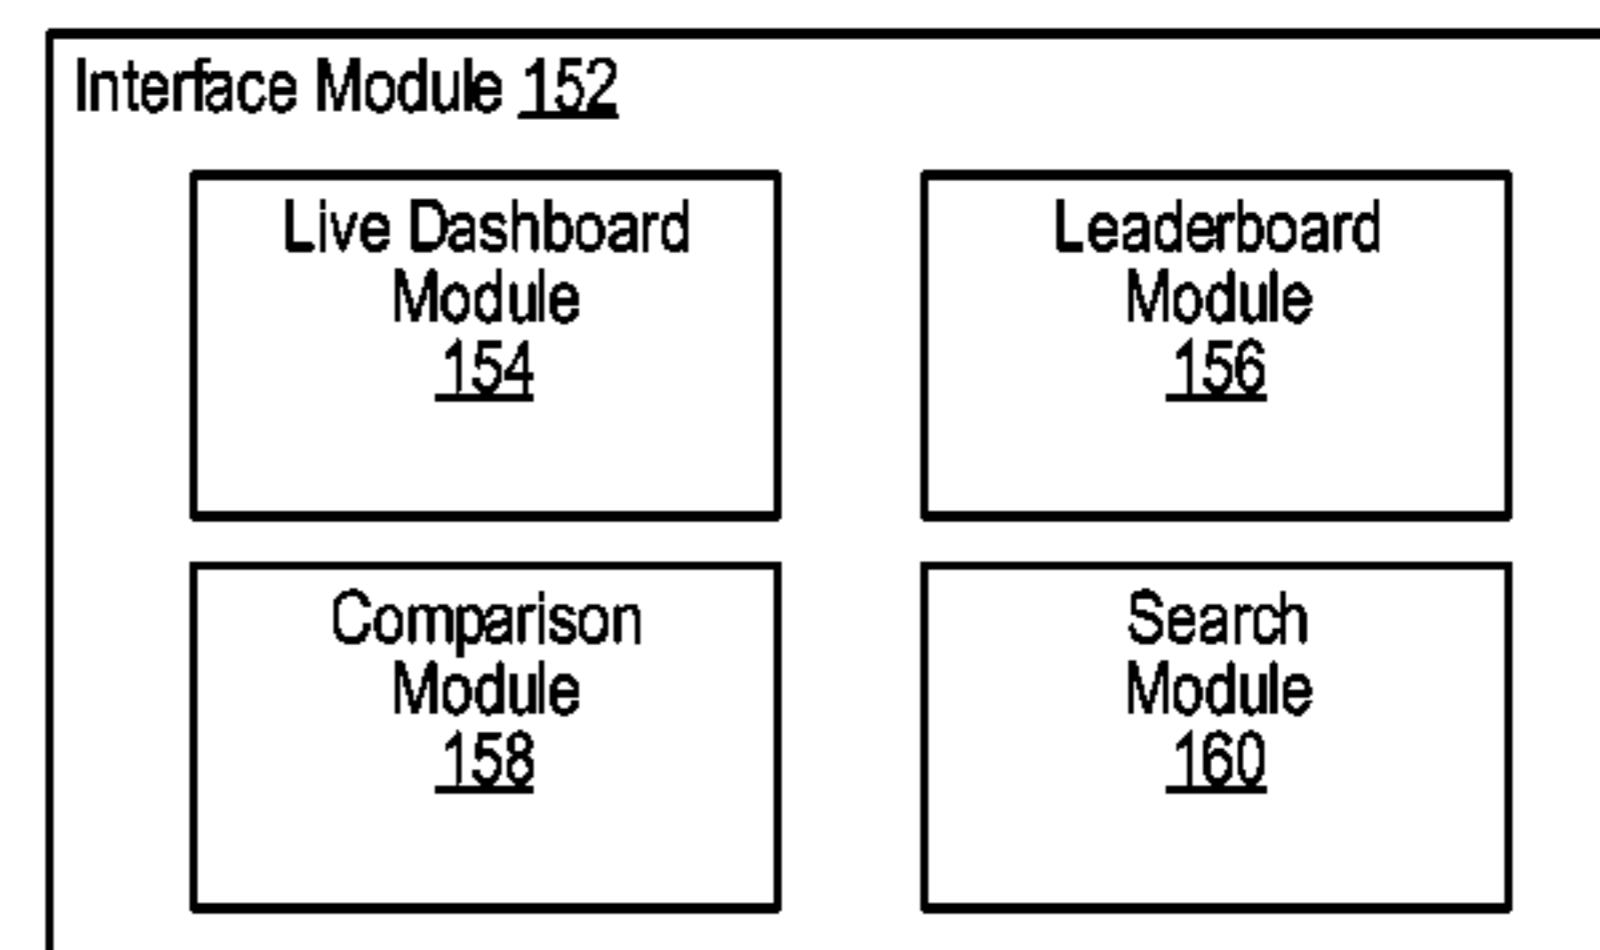 Interface Module 152
Live Dashboard
Module
154
Leaderboard
Module
156
Comparison
Module
158
Search
Module
160